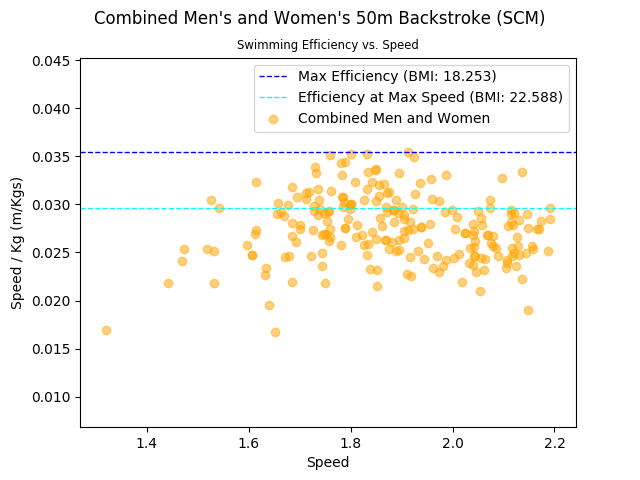 Combined Men's and Women's 50m Backstroke (SCM)
Swimming Efficiency vs. Speed
Max Efficiency (BMI: 18.253)
Efficiency at Max Speed (BMI: 22.588)
Combined Men and Women
Speed / Kg (m/Kgs)
0.045
0.040
0.035
0.030
0.025
0.020
0.015
0.010
1.4 1.6 1.8 2.0 2.2
Speed